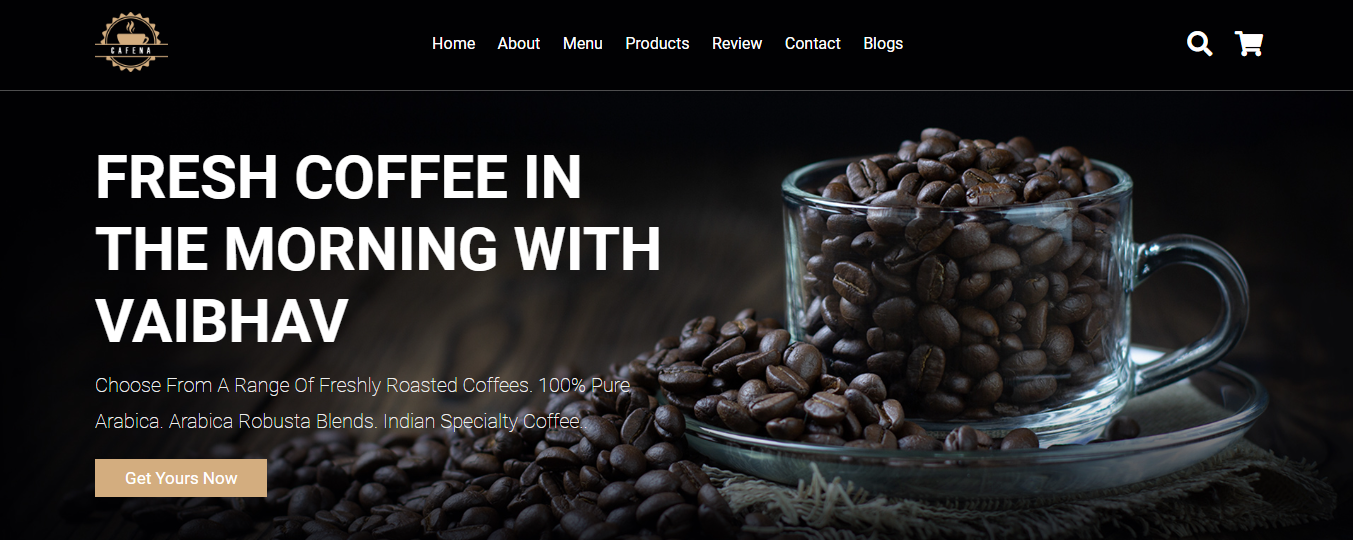 CAFENA
Home About Menu Products Review Contact Blogs
FRESH COFFEE IN
THE MORNING WITH
VAIBHAV
Choose From A Range Of Freshly Roasted Coffees. 100% Pure
Arabica. Arabica Robusta Blends. Indian Specialty Coffee..
Get Yours Now